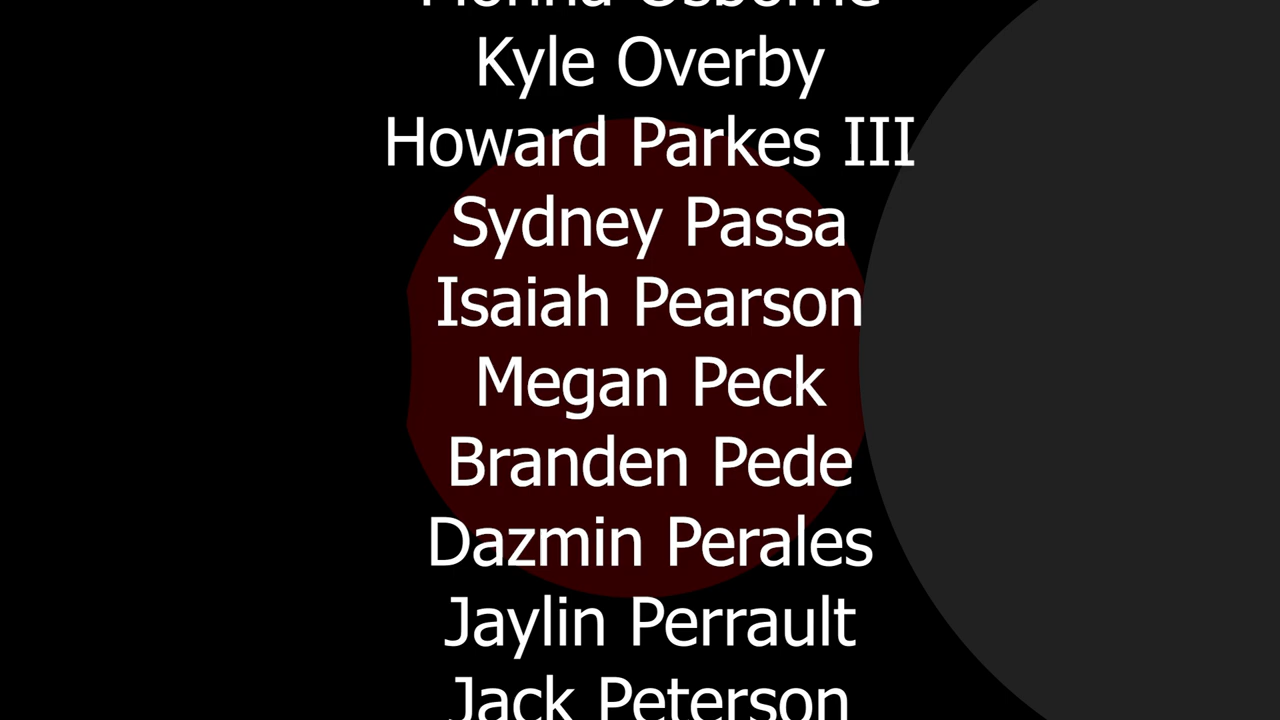 Osborne
Kyle Overby
Howard Parkes III
Sydney Passa
Isaiah Pearson
Megan Peck
Branden Pede
Dazmin Perales
Jaylin Perrault
Jack Peterson